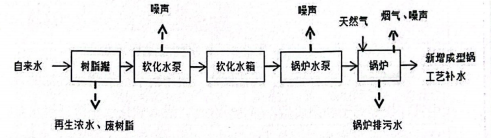 噪声
噪声
天然气
烟气、噪声
自来水
树脂罐
软化水泵
软化水箱
锅炉水泵
锅炉
新增成型锅
工艺补水
再生浓水、废树脂
锅炉排污水